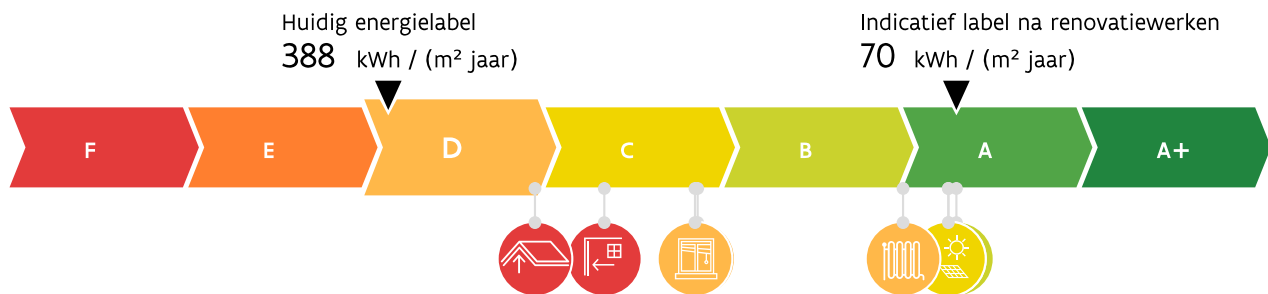 Huidig energielabel
388 kWh / (m² jaar)
Indicatief label na renovatiewerken
70 kWh / (m² jaar)
F E D C B A A+